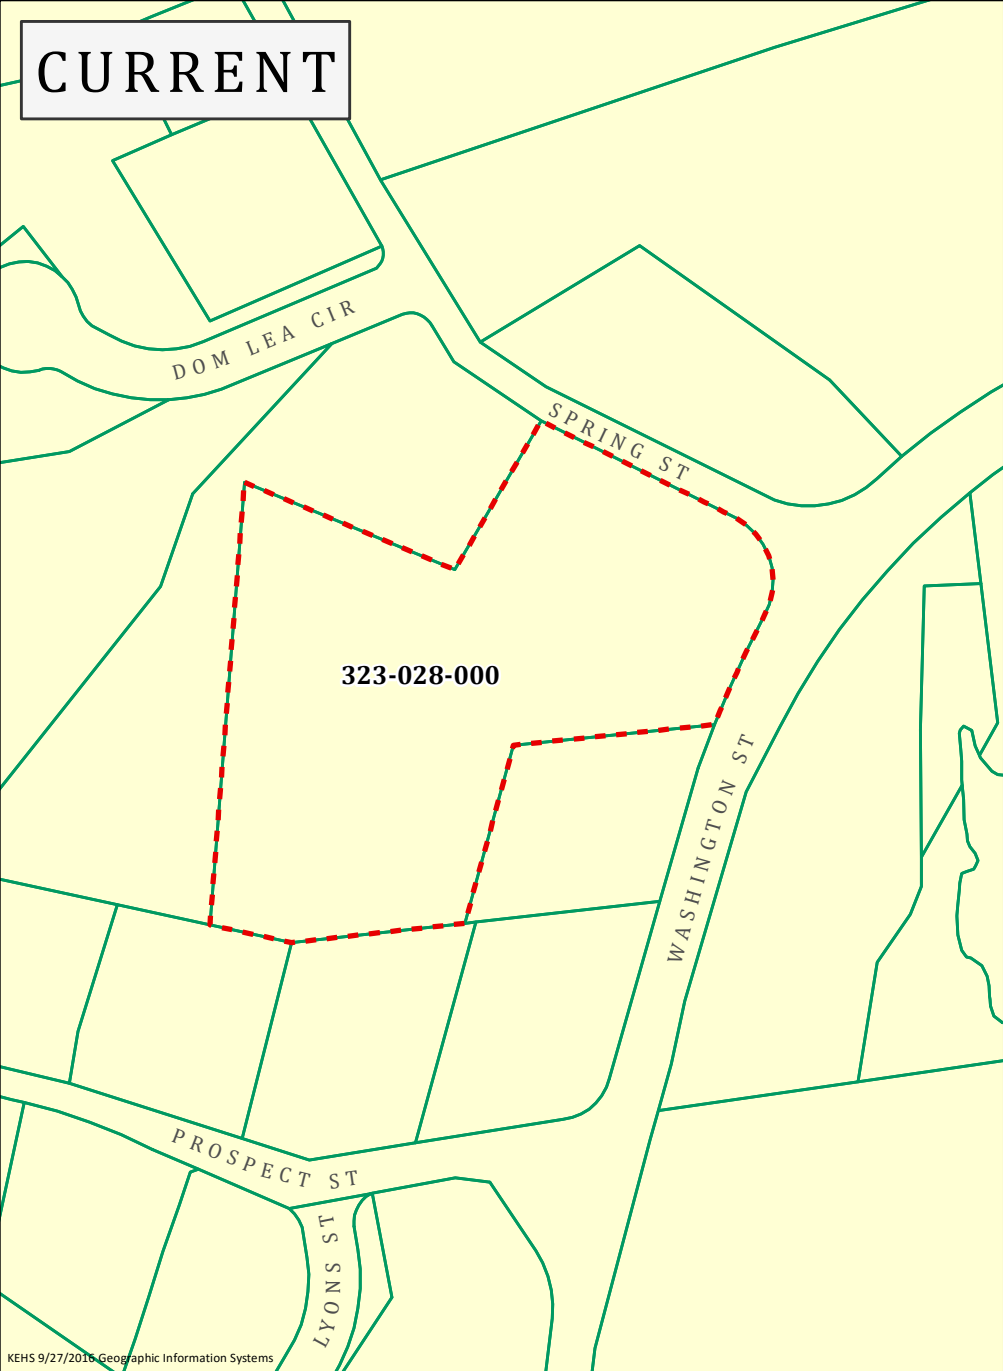 CURRENT
DOM LEA CIR
SPRING ST
323-028-000
WASHINGTON ST
PROSPECT ST
LYONS ST
KEHS 9/27/2016 Geographic Information Systems